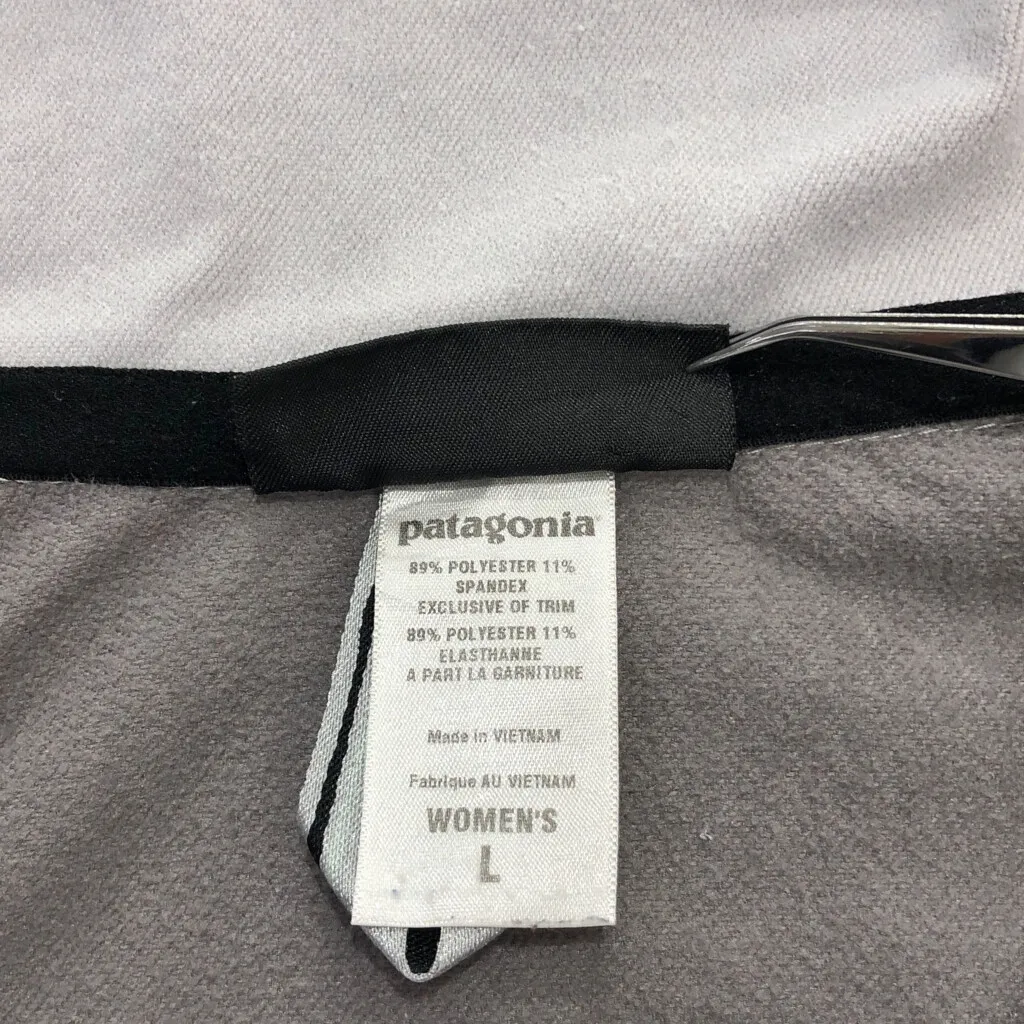 patagonia
89% POLYESTER 11%
SPANDEX
EXCLUSIVE OF TRIM
89% POLYESTER 11%
ELASTHANNE
A PART LA GARNITURE
Made in VIETNAM
Fabrique AU VIETNAM
WOMEN'S
L